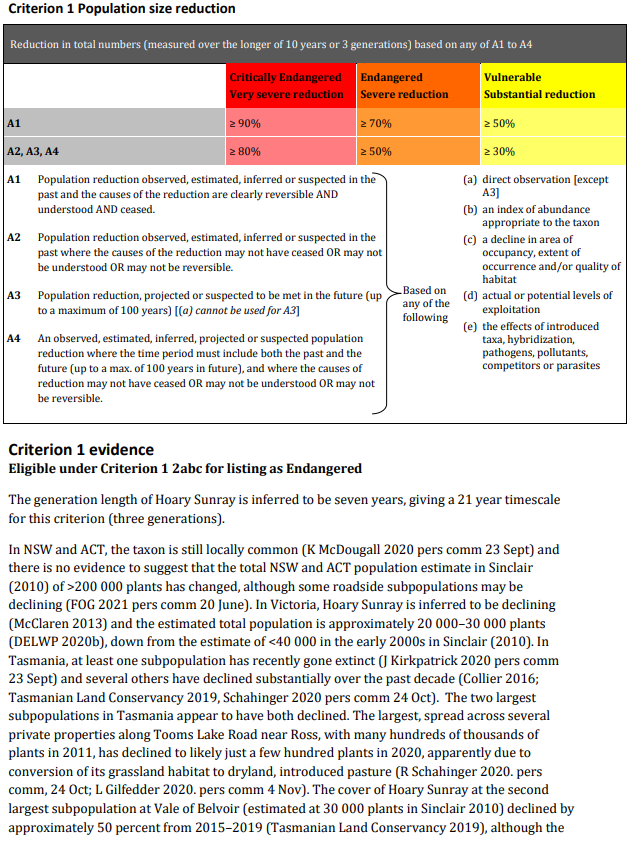 Criterion 1 Population size reduction
Reduction in total numbers (measured over the longer of 10 years or 3 generations) based on any of A1 to A4
Critically Endangered
Very severe reduction
Endangered
Severe reduction
Vulnerable
Substantial reduction
A1
≥ 90%
≥ 70%
≥ 50%
A2, A3, A4
≥ 80%
≥ 50%
≥ 30%
A1 Population reduction observed, estimated, inferred or suspected in the
past and the causes of the reduction are clearly reversible AND
understood AND ceased.
A2 Population reduction observed, estimated, inferred or suspected in the
past where the causes of the reduction may not have ceased OR may not
be understood OR may not be reversible.
A3 Population reduction, projected or suspected to be met in the future (up
to a maximum of 100 years) [(a) cannot be used for A3]
A4 An observed, estimated, inferred, projected or suspected population
reduction where the time period must include both the past and the
future (up to a max. of 100 years in future), and where the causes of
reduction may not have ceased OR may not be understood OR may not
be reversible.
Based on
any of the
following
(a) direct observation [except
A3]
(b) an index of abundance
appropriate to the taxon
(c) a decline in area of
occupancy, extent of
occurrence and/or quality of
habitat
(d) actual or potential levels of
exploitation
(e) the effects of introduced
taxa, hybridization,
pathogens, pollutants,
competitors or parasites
Criterion 1 evidence
Eligible under Criterion 1 2abc for listing as Endangered
The generation length of Hoary Sunray is inferred to be seven years, giving a 21 year timescale
for this criterion (three generations).
In NSW and ACT, the taxon is still locally common (K McDougall 2020 pers comm 23 Sept) and
there is no evidence to suggest that the total NSW and ACT population estimate in Sinclair
(2010) of >200 000 plants has changed, although some roadside subpopulations may be
declining (FOG 2021 pers comm 20 June). In Victoria, Hoary Sunray is inferred to be declining
(McClaren 2013) and the estimated total population is approximately 20 000–30 000 plants
(DELWP 2020b), down from the estimate of <40 000 in the early 2000s in Sinclair (2010). In
Tasmania, at least one subpopulation has recently gone extinct (J Kirkpatrick 2020 pers comm
23 Sept) and several others have declined substantially over the past decade (Collier 2016;
Tasmanian Land Conservancy 2019, Schahinger 2020 pers comm 24 Oct). The two largest
subpopulations in Tasmania appear to have both declined. The largest, spread across several
private properties along Tooms Lake Road near Ross, with many hundreds of thousands of
plants in 2011, has declined to likely just a few hundred plants in 2020, apparently due to
conversion of its grassland habitat to dryland, introduced pasture (R Schahinger 2020. pers
comm, 24 Oct; L Gilfedder 2020. pers comm 4 Nov). The cover of Hoary Sunray at the second
largest subpopulation at Vale of Belvoir (estimated at 30 000 plants in Sinclair 2010) declined by
approximately 50 percent from 2015–2019 (Tasmanian Land Conservancy 2019), although the